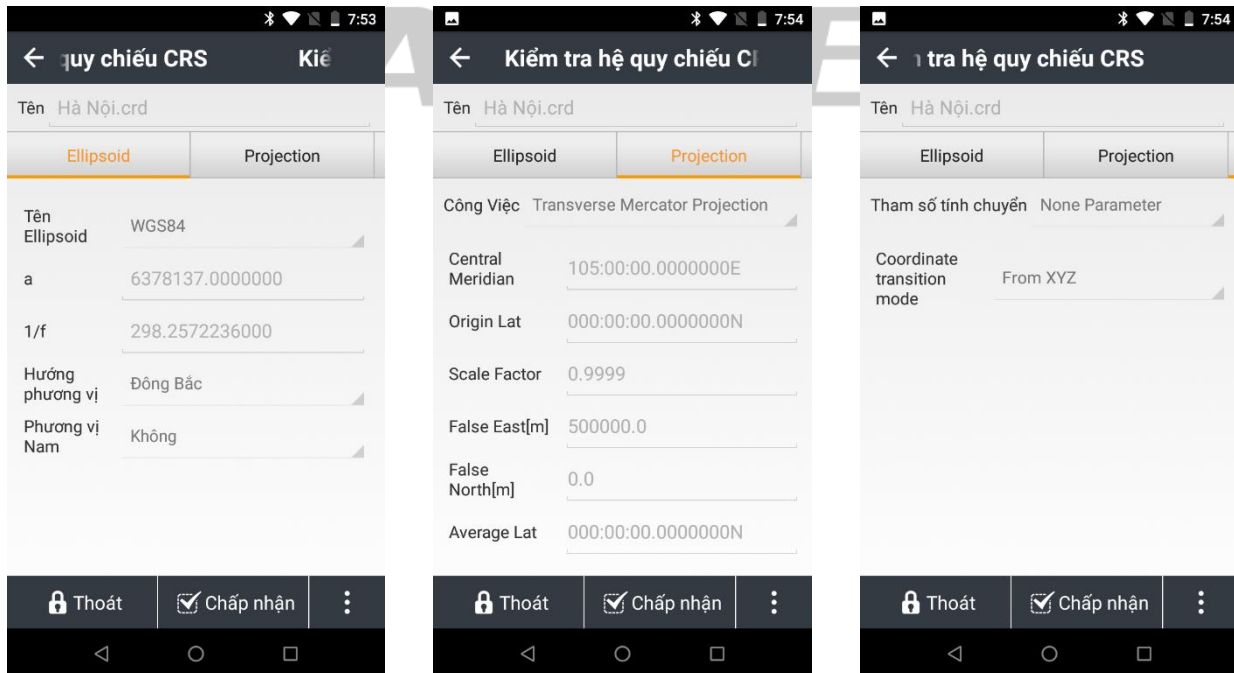 7:53
quy chiếu CRS Kiể
Tên Hà Nội.crd
Ellipsoid Projection
Tên
Ellipsoid
WGS84
a 6378137.0000000
1/f 298.2572236000
Hướng
phương vị
Đông Bắc
Phương vị
Nam
Không
Thoát Chấp nhận
7:54
Kiểm tra hệ quy chiếu C
Tên Hà Nội.crd
Ellipsoid Projection
Công Việc Transverse Mercator Projection
Central
Meridian
105:00:00.0000000E
Origin Lat 000:00:00.0000000N
Scale Factor 0.9999
False East[m] 500000.0
False
North[m]
0.0
Average Lat 000:00:00.0000000N
Thoát Chấp nhận
7:54
tra hệ quy chiếu CRS
Tên Hà Nội.crd
Ellipsoid Projection
Tham số tính chuyển None Parameter
Coordinate
transition
mode
From XYZ
Thoát Chấp nhận